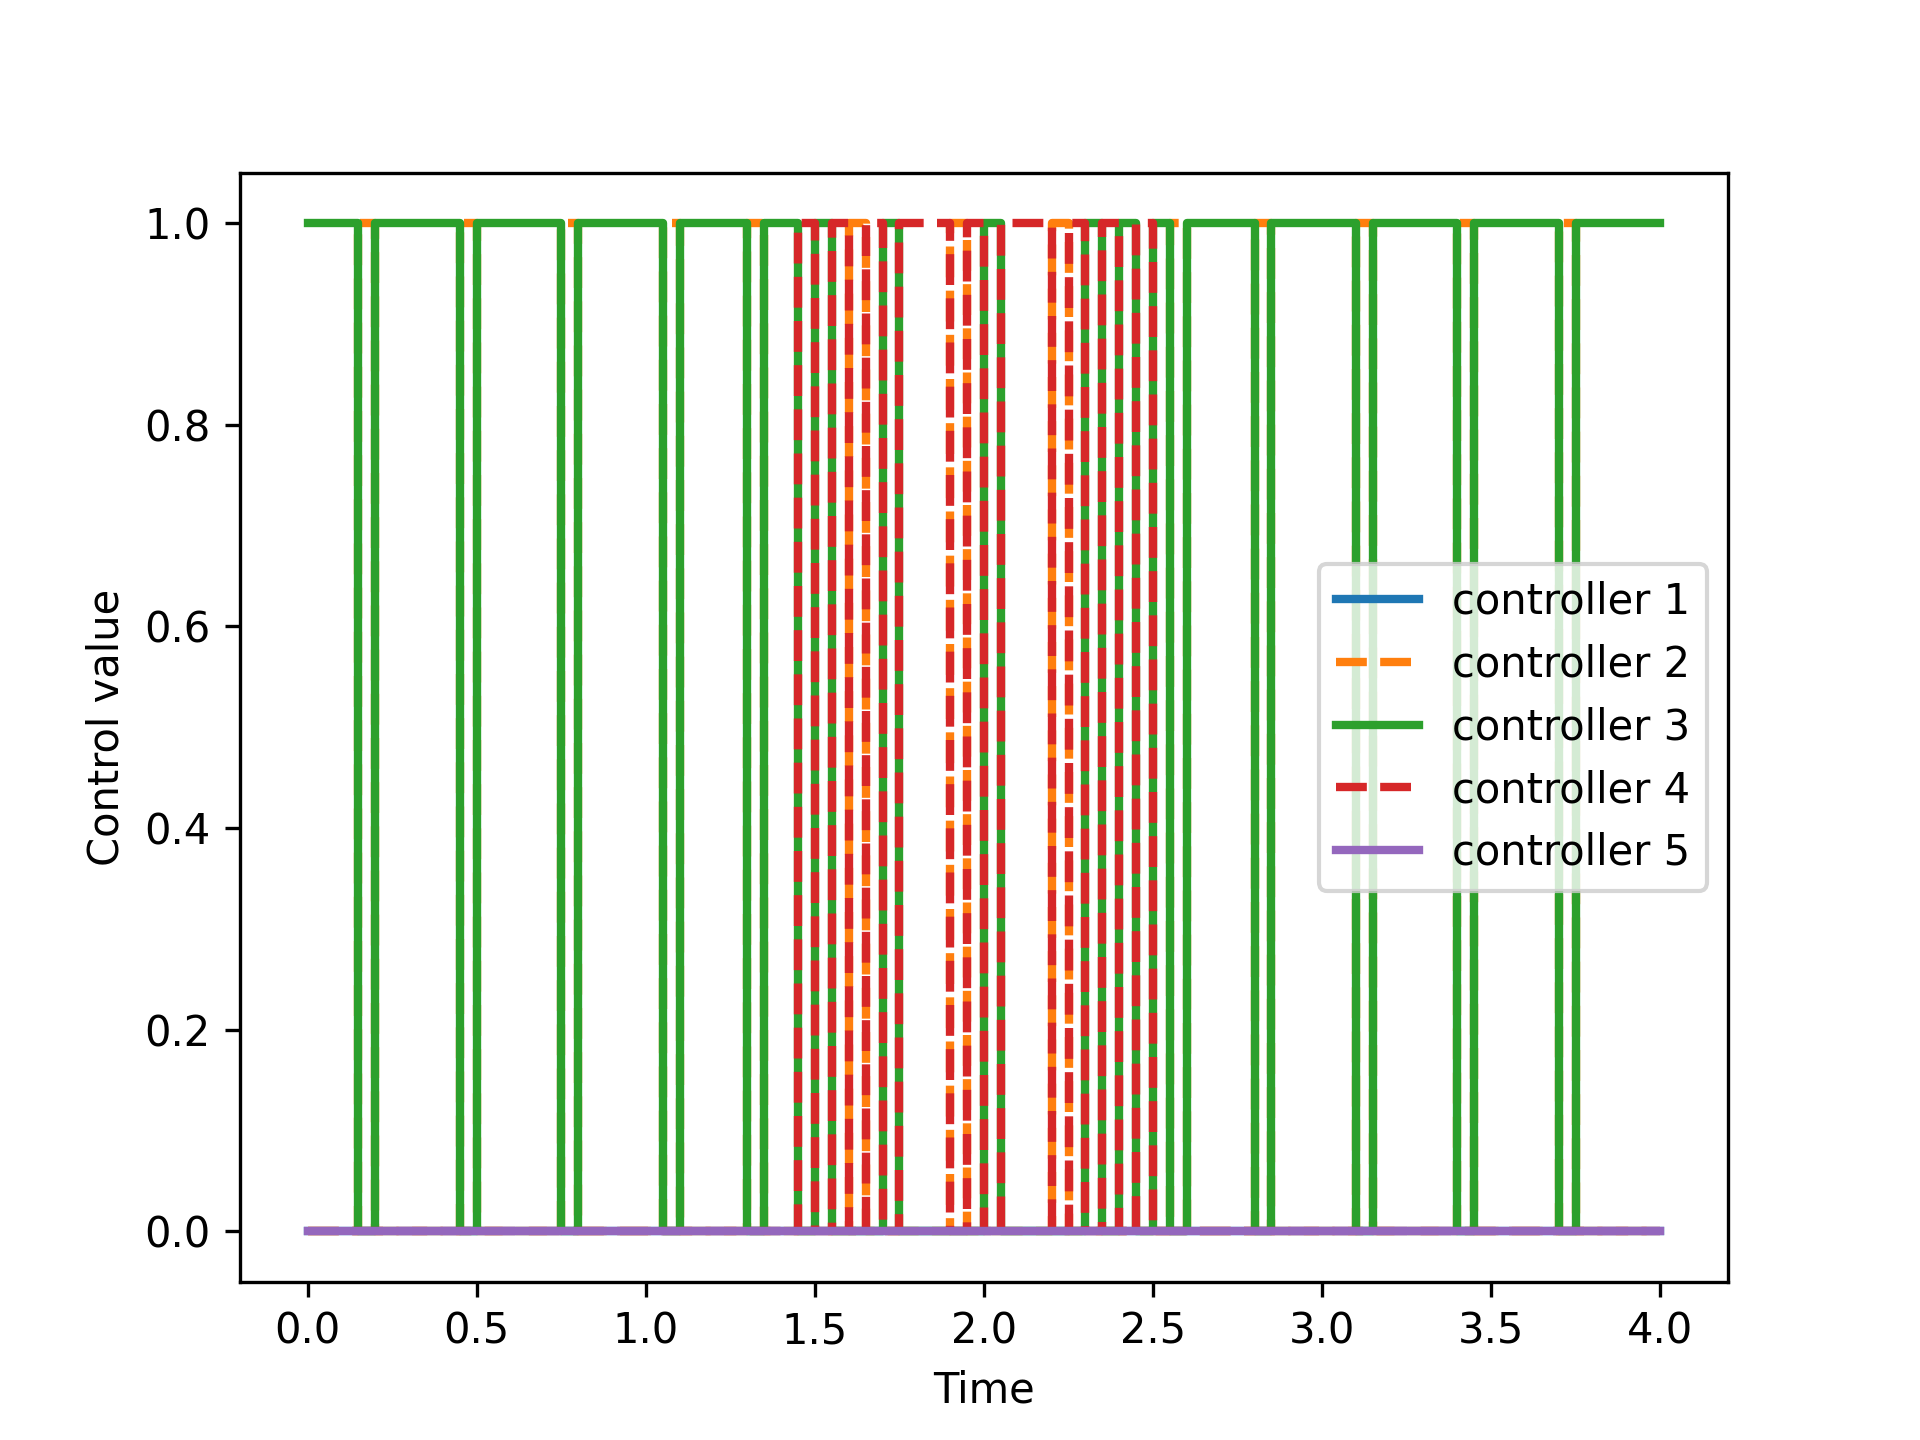 1.0
0.8
0.6
0.4
0.2
0.0
Control value
controller 1
controller 2
controller 3
controller 4
controller 5
0.0 0.5 1.0 1.5 2.0 2.5 3.0 3.5 4.0
Time